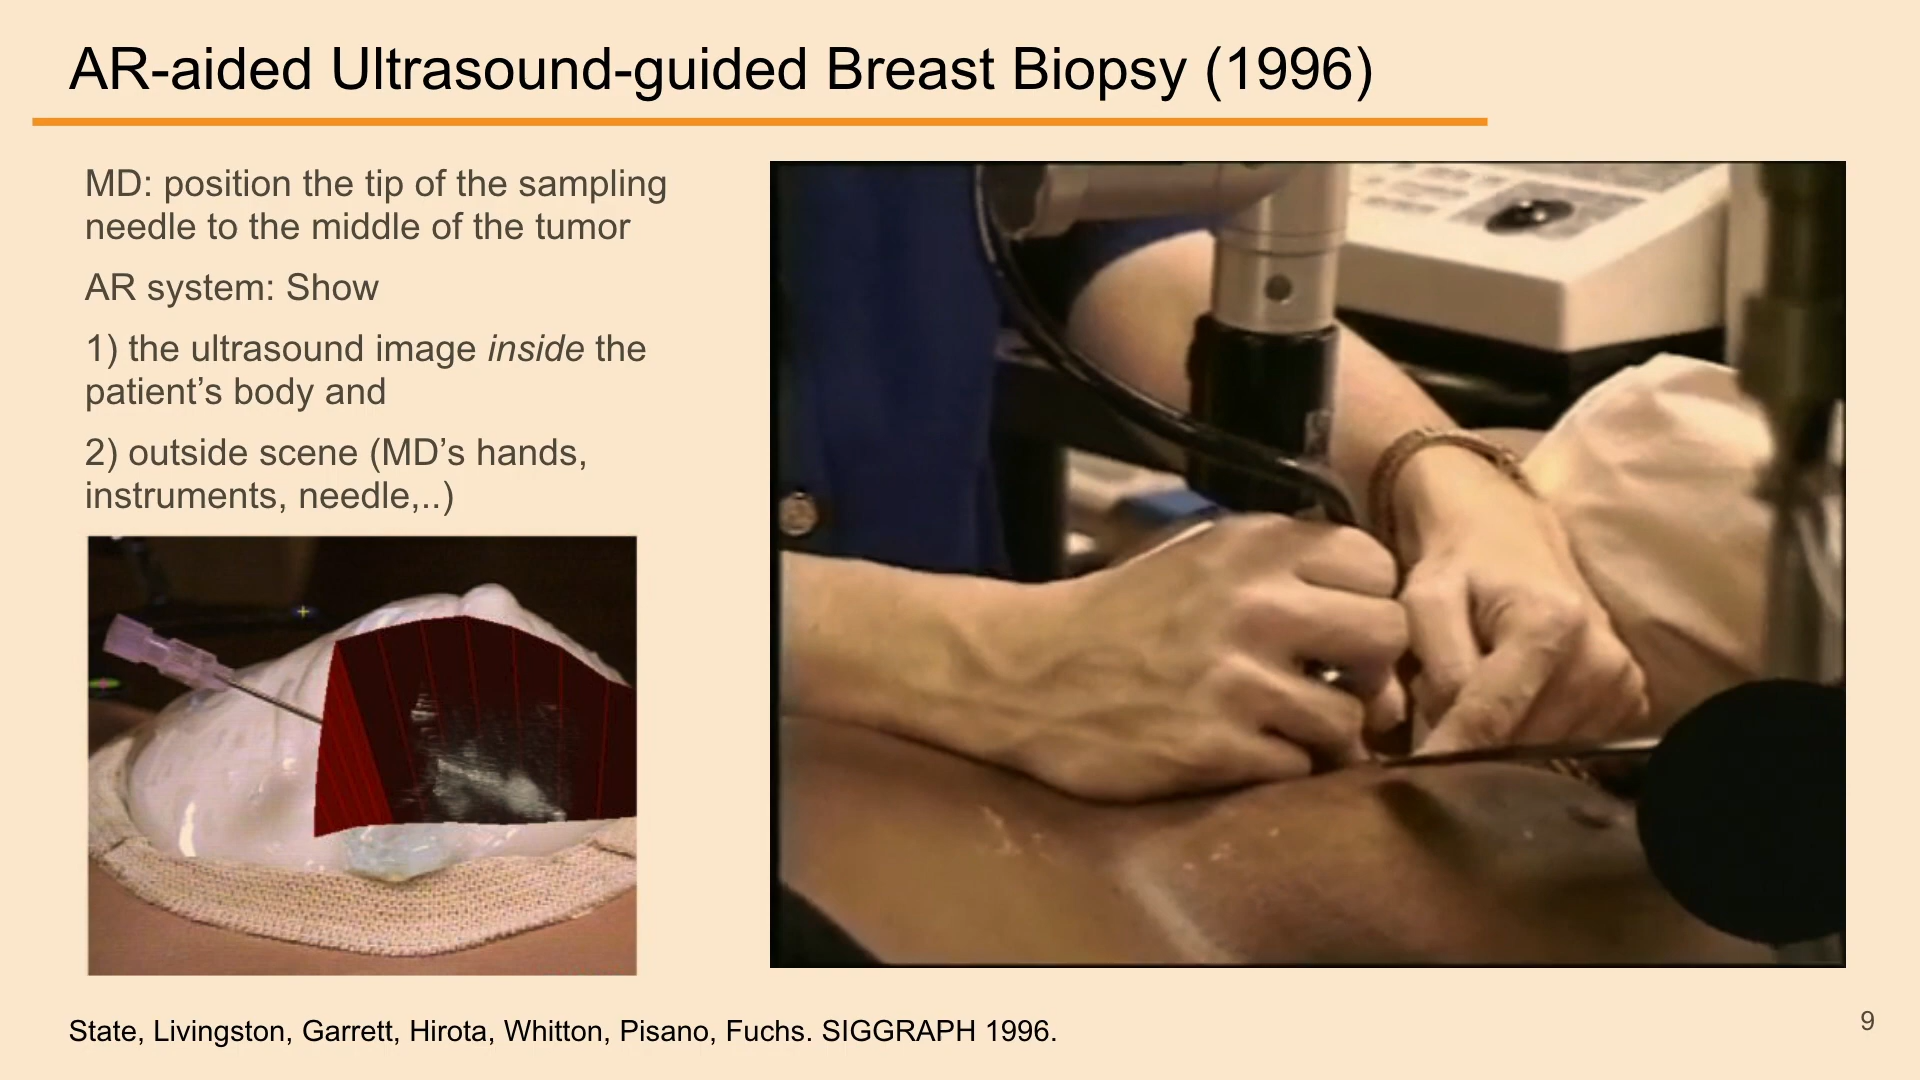 AR-aided Ultrasound-guided Breast Biopsy (1996)
MD: position the tip of the sampling
needle to the middle of the tumor
AR system: Show
1) the ultrasound image inside the
patient’s body and
2) outside scene (MD’s hands,
instruments, needle,..)
State, Livingston, Garrett, Hirota, Whitton, Pisano, Fuchs. SIGGRAPH 1996.
9